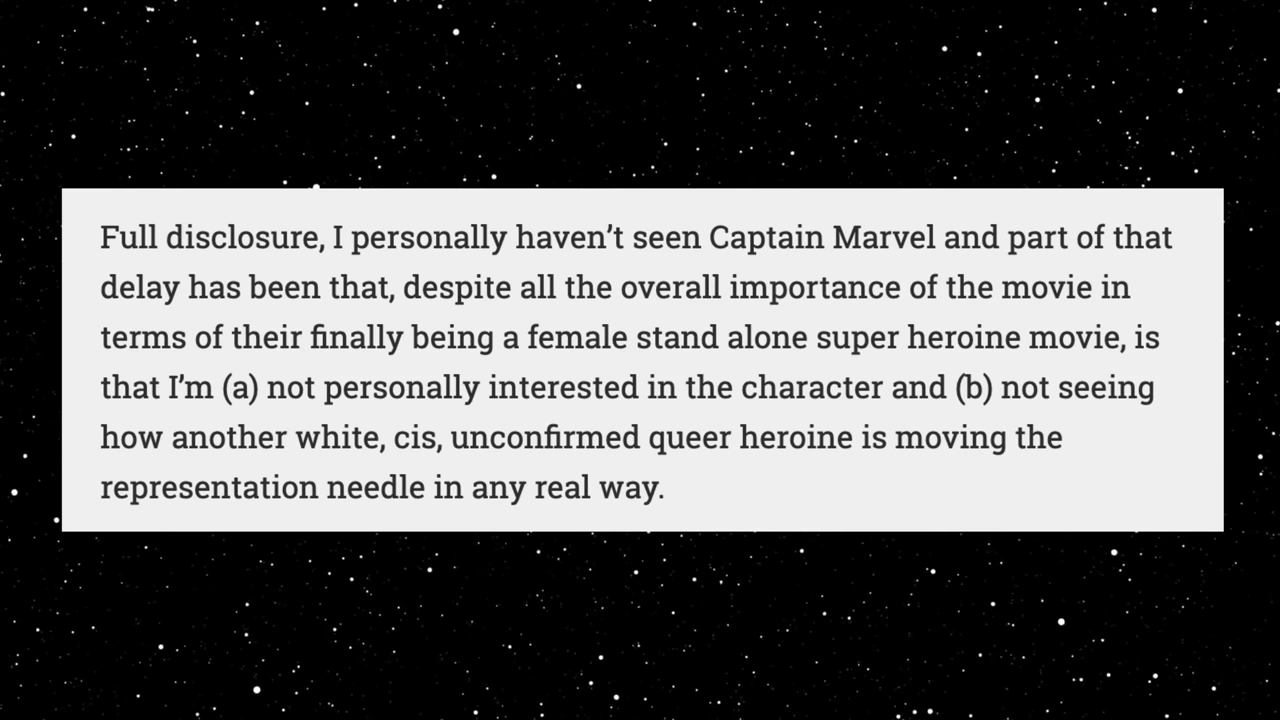 Full disclosure, I personally haven’t seen Captain Marvel and part of that
delay has been that, despite all the overall importance of the movie in
terms of their finally being a female stand alone super heroine movie, is
that I’m (a) not personally interested in the character and (b) not seeing
how another white, cis, unconfirmed queer heroine is moving the
representation needle in any real way.